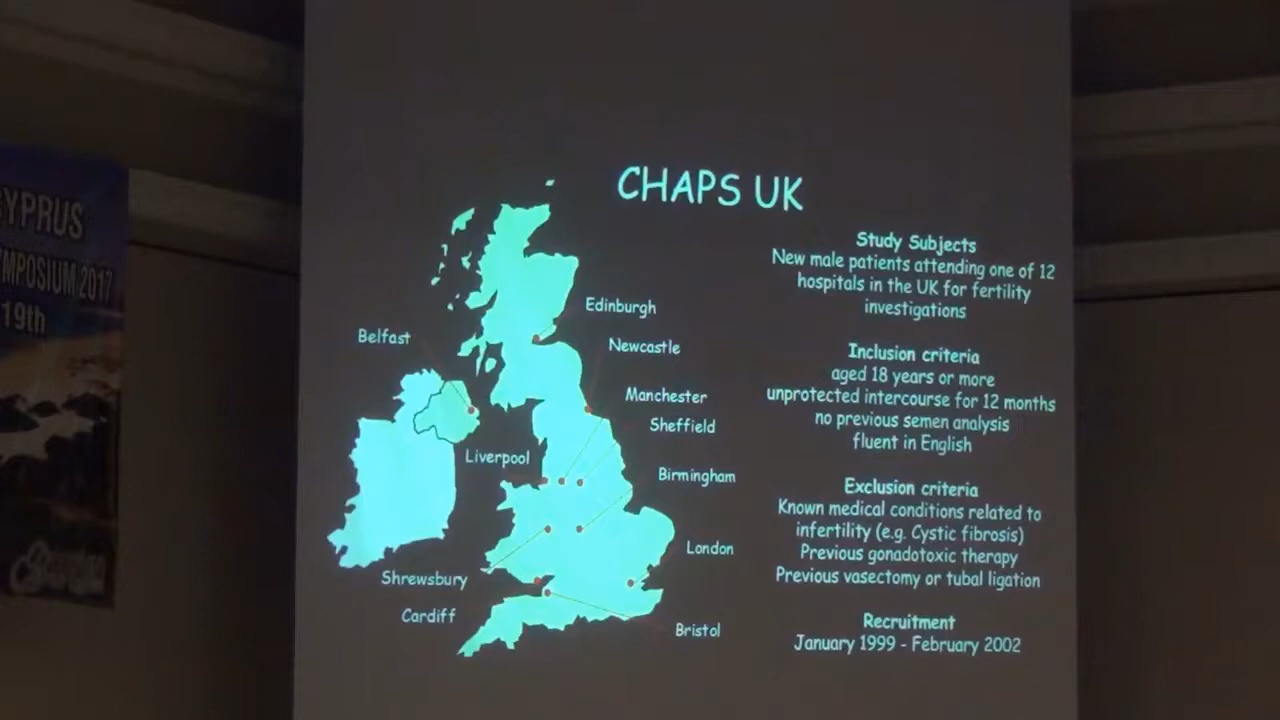 CYPRUS
SYMPOSIUM 2017
19th
CHAPS UK
Edinburgh
Belfast
Newcastle
Manchester
Sheffield
Liverpool
Birmingham
London
Shrewsbury
Cardiff
Bristol
Study Subjects
New male patients attending one of 12
hospitals in the UK for fertility
investigations
Inclusion criteria
aged 18 years or more
unprotected intercourse for 12 months
no previous semen analysis
fluent in English
Exclusion criteria
Known medical conditions related to
infertility (e.g. Cystic fibrosis)
Previous gonadotoxic therapy
Previous vasectomy or tubal ligation
Recruitment
January 1999 - February 2002